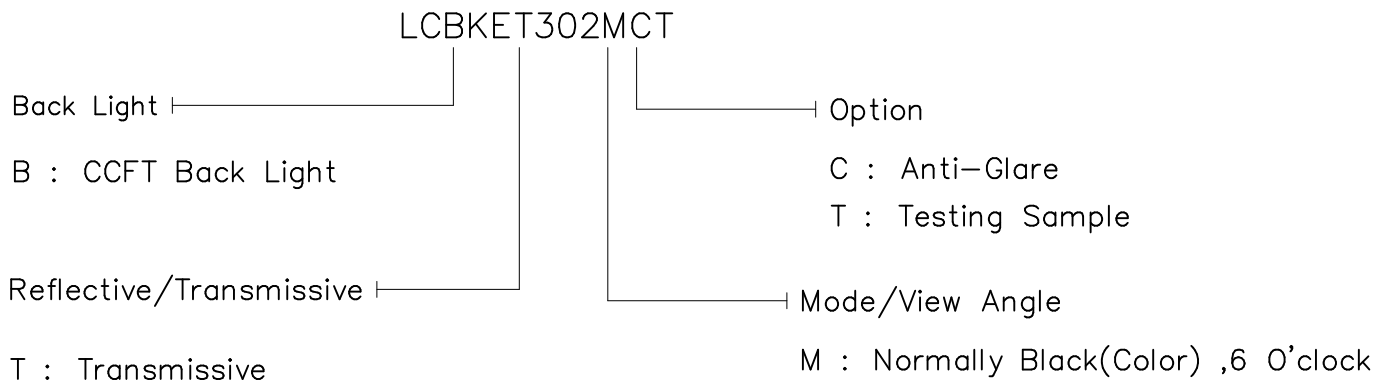 LCBKET302MCT
Back Light
B : CCFT Back Light
Reflective/Transmissive
T : Transmissive
Option
C : Anti-Glare
T : Testing Sample
Mode/View Angle
M : Normally Black(Color) ,6 O'clock